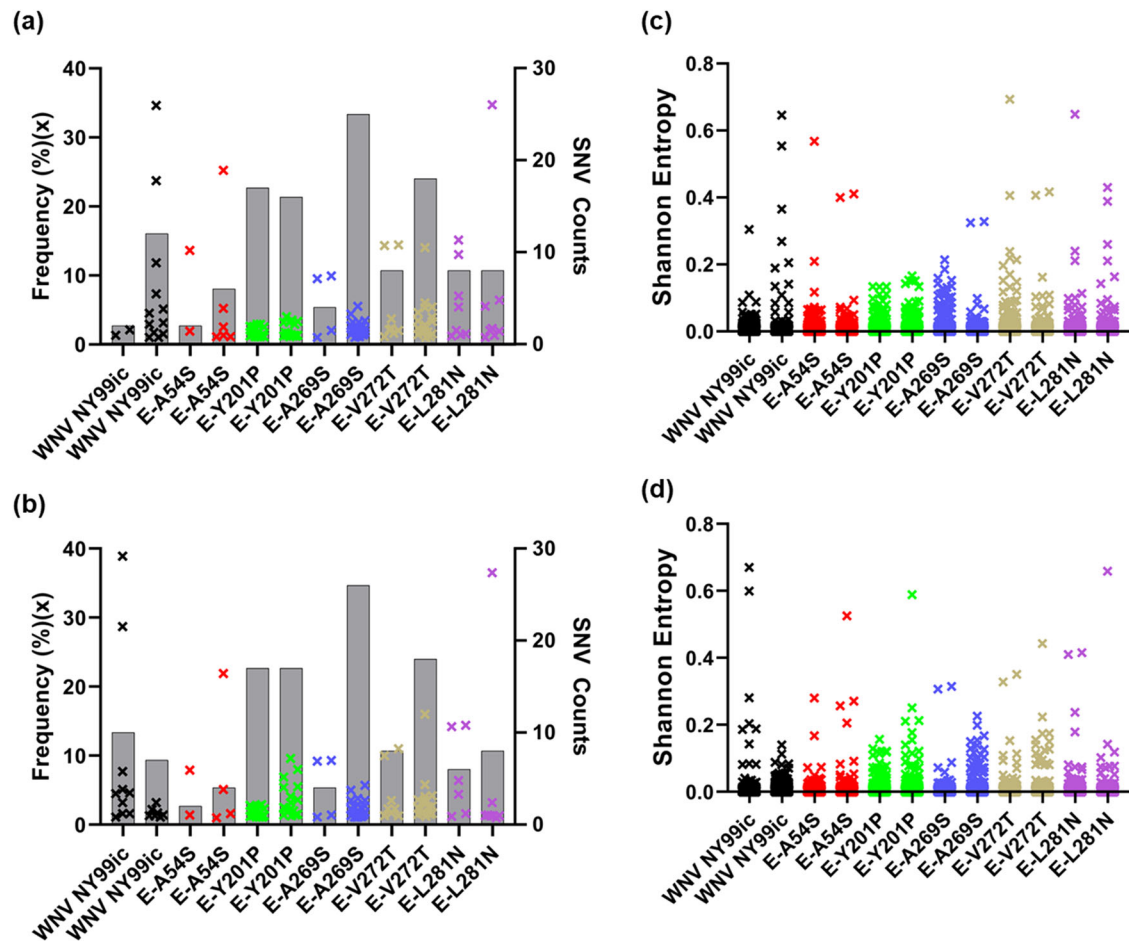 (a)
Frequency (%)(x)
40
30
20
10
0
30
20
10
0
SNV Counts
WNV NY99ic
WNV NY99ic
E-A54S
E-A54S
E-Y201P
E-Y201P
E-A269S
E-A269S
E-V272T
E-V272T
E-L281N
E-L281N
(b)
Frequency (%)(x)
40
30
20
10
0
30
20
10
0
SNV Counts
WNV NY99ic
WNV NY99ic
E-A54S
E-A54S
E-Y201P
E-Y201P
E-A269S
E-A269S
E-V272T
E-V272T
E-L281N
E-L281N
(c)
Shannon Entropy
0.8
0.6
0.4
0.2
0.0
WNV NY99ic
WNV NY99ic
E-A54S
E-A54S
E-Y201P
E-Y201P
E-A269S
E-A269S
E-V272T
E-V272T
E-L281N
E-L281N
(d)
Shannon Entropy
0.8
0.6
0.4
0.2
0.0
WNV NY99ic
WNV NY99ic
E-A54S
E-A54S
E-Y201P
E-Y201P
E-A269S
E-A269S
E-V272T
E-V272T
E-L281N
E-L281N